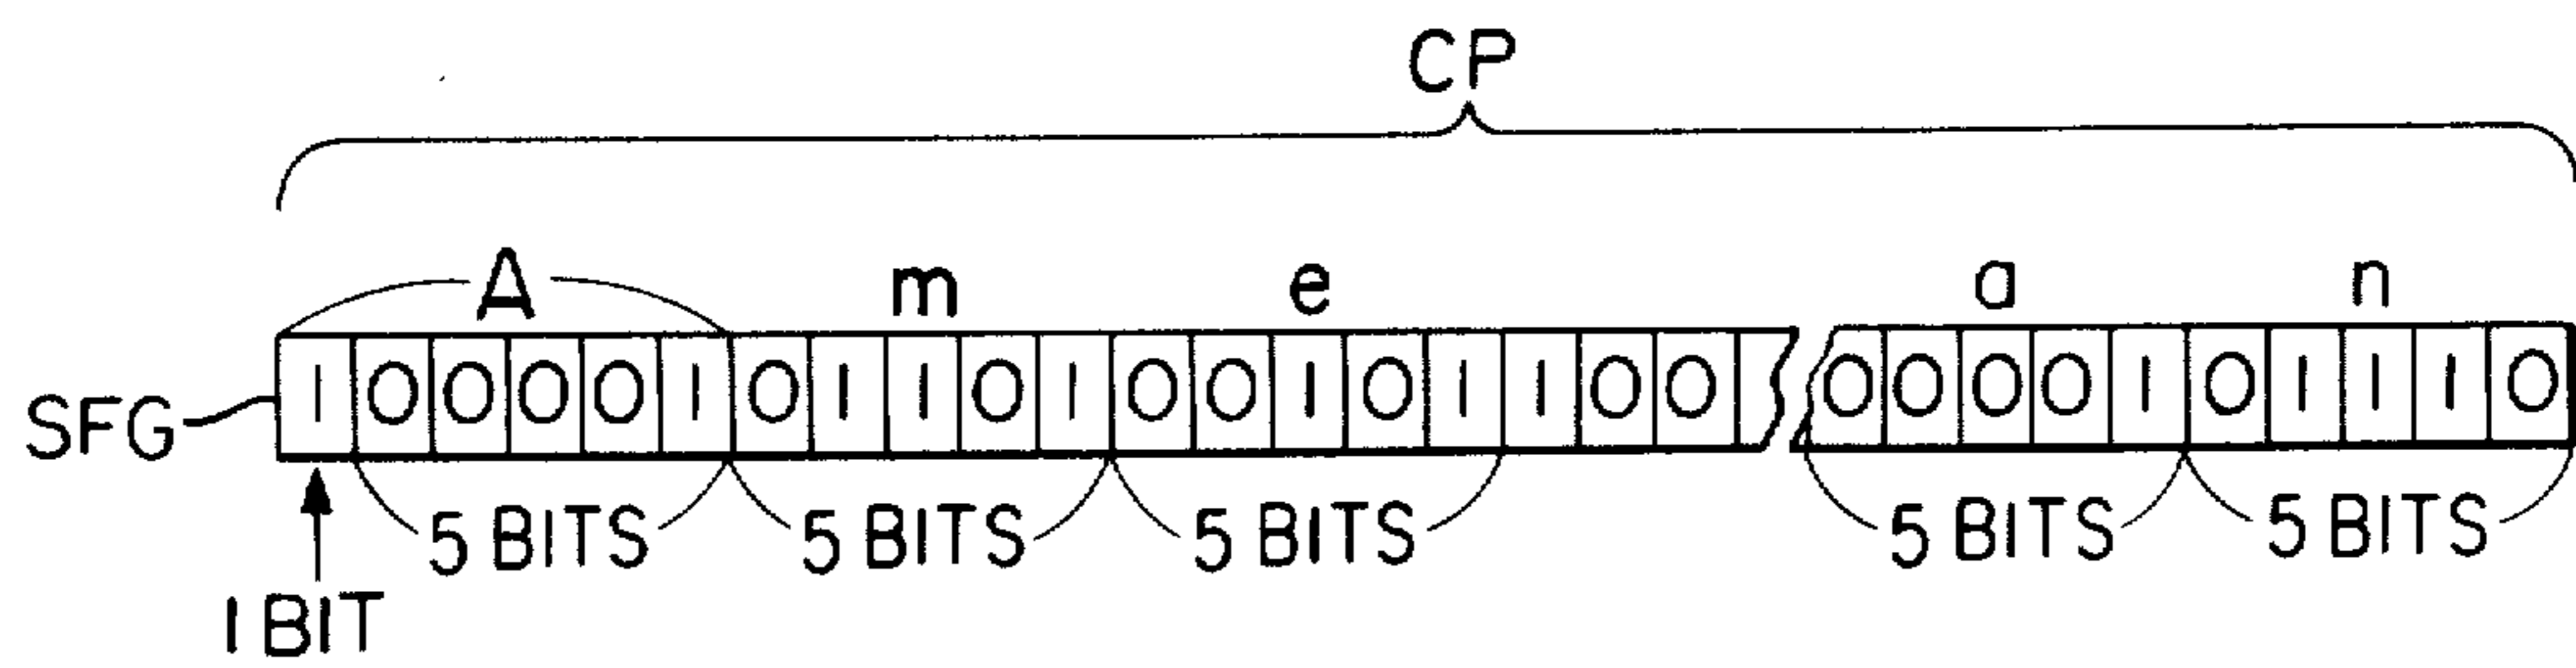 CP
A m e a n
SFG 1 0 0 0 0 1 0 1 1 0 1 0 0 1 0 1 1 0 0 0 0 0 0 1 0 1 1 1 0
5 BITS 5 BITS 5 BITS 5 BITS 5 BITS
1 BIT